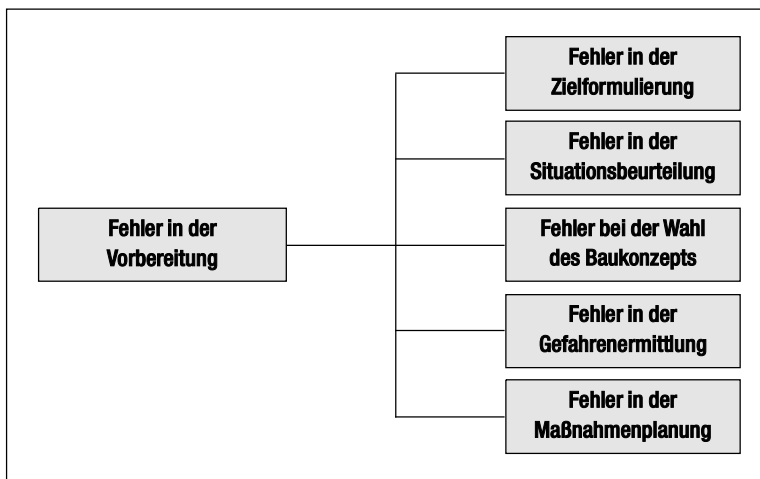 Fehler in der
Vorbereitung
Fehler in der
Zielformulierung
Fehler in der
Situationsbeurteilung
Fehler bei der Wahl
des Baukonzepts
Fehler in der
Gefahrenermittlung
Fehler in der
Maßnahmenplanung